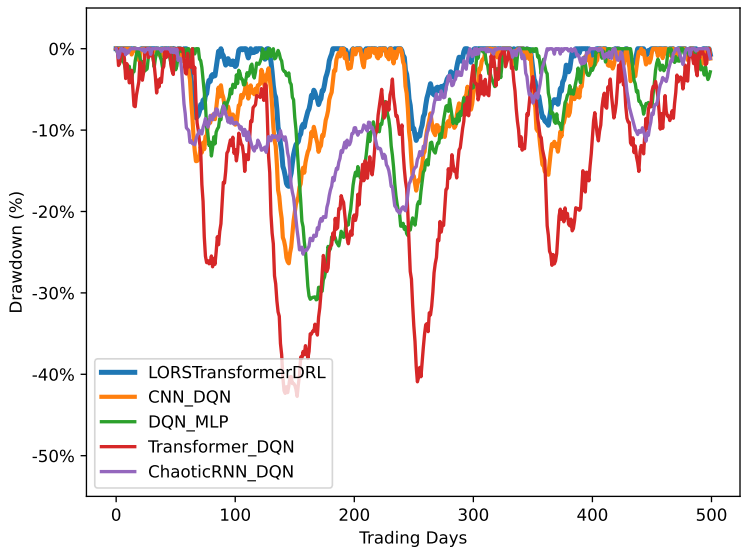 0%
-10%
-20%
-30%
-40%
-50%
Drawdown (%)
LORSTransformerDRL
CNN_DQN
DQN_MLP
Transformer_DQN
ChaoticRNN_DQN
0 100 200 300 400 500
Trading Days